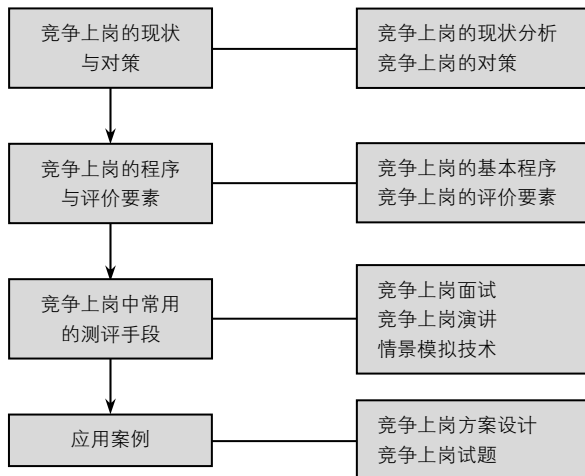 竞争上岗的现状
与对策
竞争上岗的现状分析
竞争上岗的对策
竞争上岗的程序
与评价要素
竞争上岗的基本程序
竞争上岗的评价要素
竞争上岗中常用
的测评手段
竞争上岗面试
竞争上岗演讲
情景模拟技术
应用案例
竞争上岗方案设计
竞争上岗试题